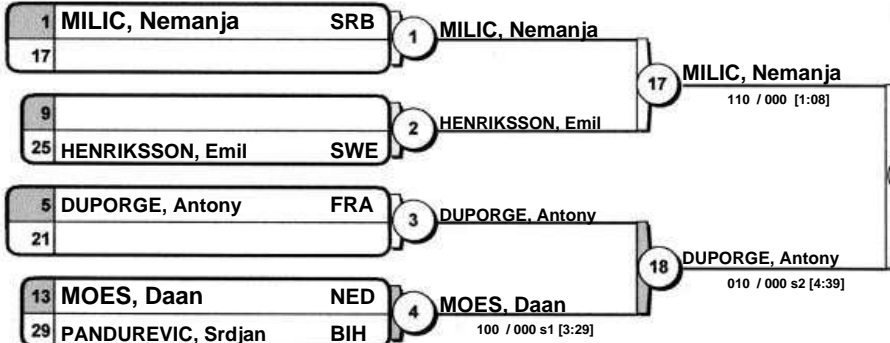 1 MILIC, Nemanja SRB
17
1 MILIC, Nemanja
9
25 HENRIKSSON, Emil SWE
2 HENRIKSSON, Emil
17 MILIC, Nemanja
110 / 000 [1:08]
5 DUPORGE, Antony FRA
21
3 DUPORGE, Antony
13 MOES, Daan NED
29 PANDUREVIC, Srdjan BIH
4 MOES, Daan
100 / 000 s1 [3:29]
18 DUPORGE, Antony
010 / 000 s2 [4:39]